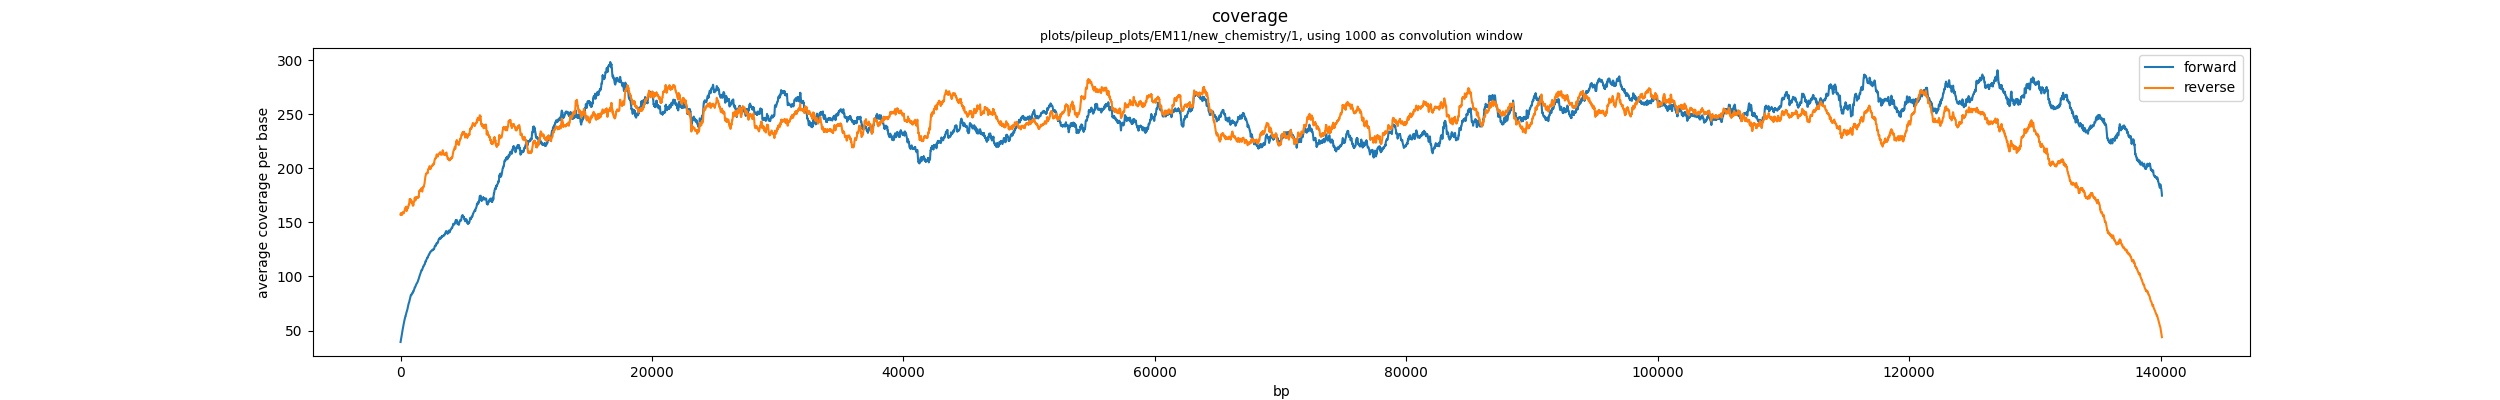 coverage
plots/pileup_plots/EM11/new_chemistry/1, using 1000 as convolution window
forward
reverse
average coverage per base
300
250
200
150
100
50
0 20000 40000 60000 80000 100000 120000 140000
bp